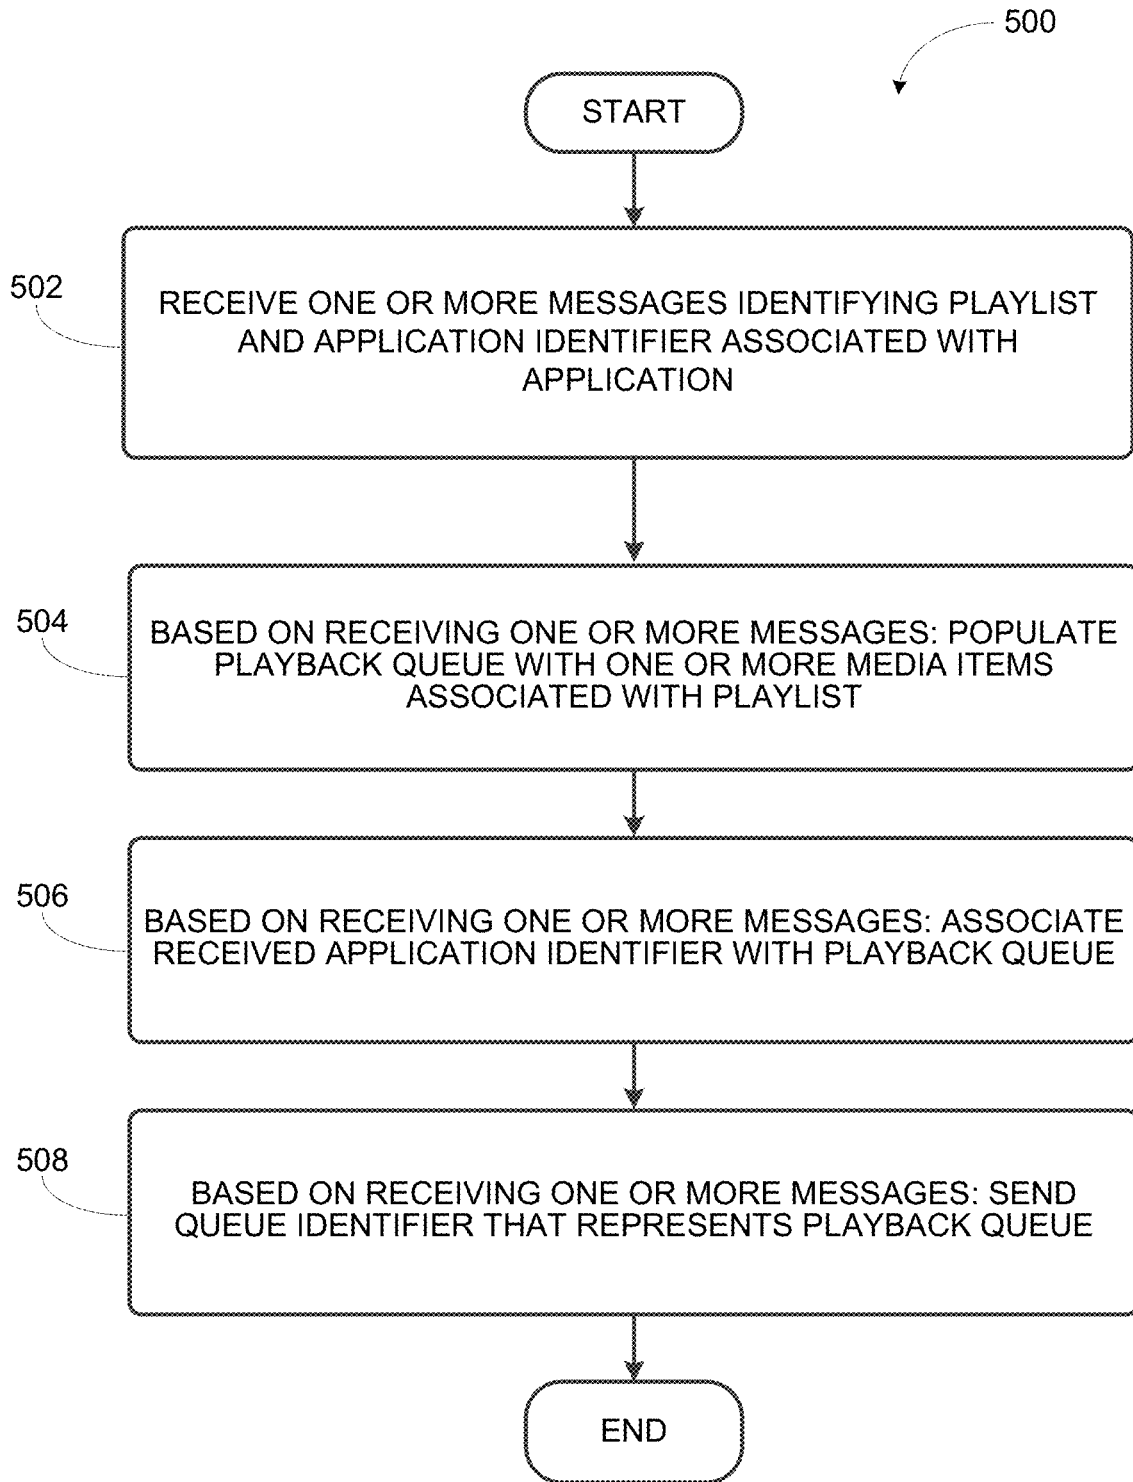 500
START
502
RECEIVE ONE OR MORE MESSAGES IDENTIFYING PLAYLIST
AND APPLICATION IDENTIFIER ASSOCIATED WITH
APPLICATION
504
BASED ON RECEIVING ONE OR MORE MESSAGES: POPULATE
PLAYBACK QUEUE WITH ONE OR MORE MEDIA ITEMS
ASSOCIATED WITH PLAYLIST
506
BASED ON RECEIVING ONE OR MORE MESSAGES: ASSOCIATE
RECEIVED APPLICATION IDENTIFIER WITH PLAYBACK QUEUE
508
BASED ON RECEIVING ONE OR MORE MESSAGES: SEND
QUEUE IDENTIFIER THAT REPRESENTS PLAYBACK QUEUE
END